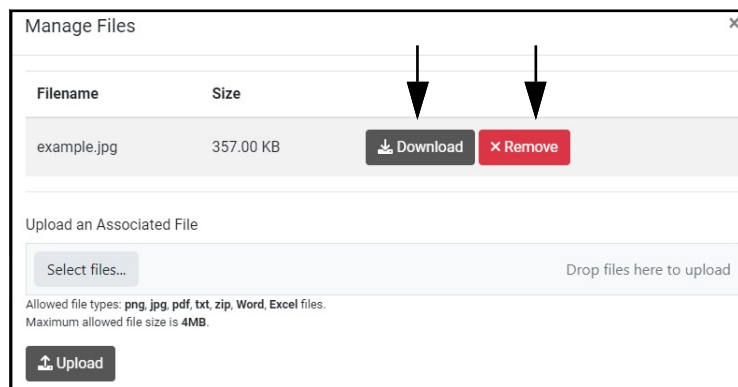 Manage Files ×
Filename Size
example.jpg 357.00 KB Download × Remove
Upload an Associated File
Select files... Drop files here to upload
Allowed file types: png, jpg, pdf, txt, zip, Word, Excel files.
Maximum allowed file size is 4MB.
Upload